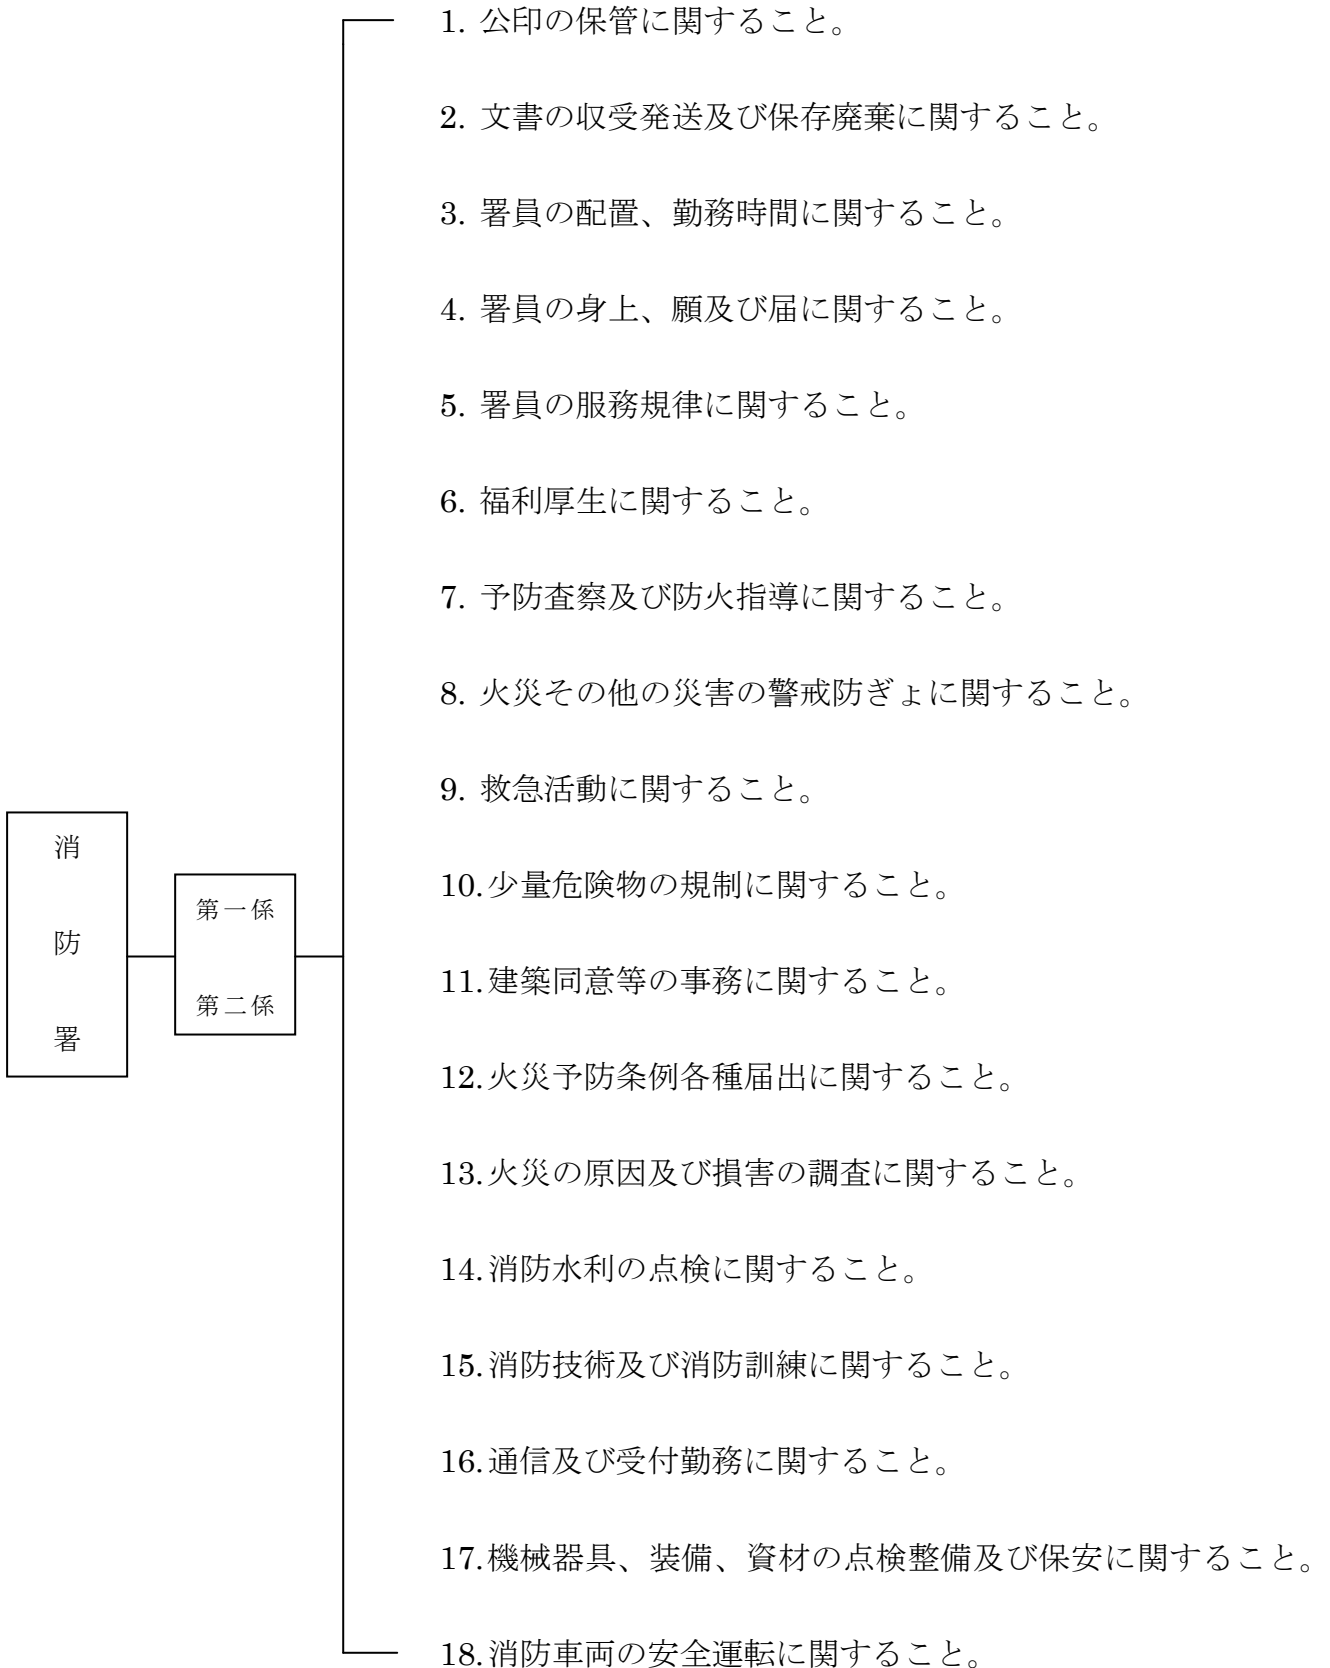 消防署
第一係
第二係
1. 公印の保管に関すること。
2. 文書の収受発送及び保存廃棄に関すること。
3. 署員の配置、勤務時間に関すること。
4. 署員の身上、願及び届に関すること。
5. 署員の服務規律に関すること。
6. 福利厚生に関すること。
7. 予防査察及び防火指導に関すること。
8. 火災その他の災害の警戒防ぎょに関すること。
9. 救急活動に関すること。
10.少量危険物の規制に関すること。
11.建築同意等の事務に関すること。
12.火災予防条例各種届出に関すること。
13.火災の原因及び損害の調査に関すること。
14.消防水利の点検に関すること。
15.消防技術及び消防訓練に関すること。
16.通信及び受付勤務に関すること。
17.機械器具、装備、資材の点検整備及び保安に関すること。
18.消防車両の安全運転に関すること。